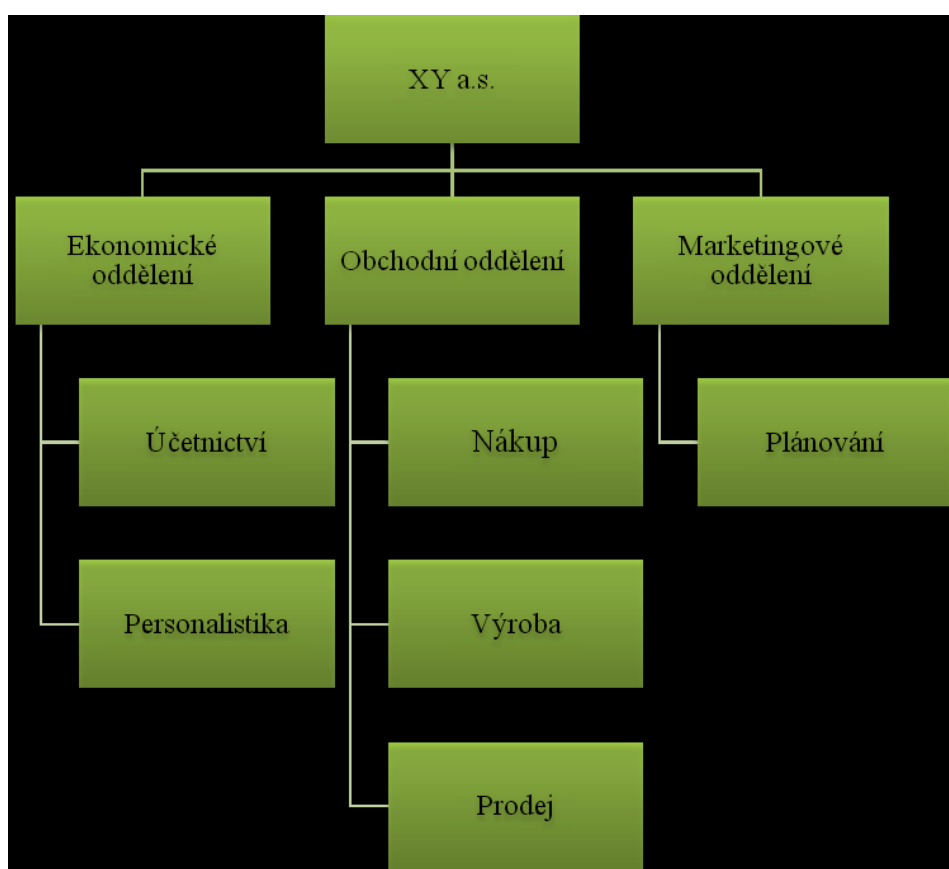 XY a.s.
Ekonomické
oddělení
Obchodní oddělení
Marketingové
oddělení
Účetnictví
Nákup
Plánování
Personalistika
Výroba
Prodej